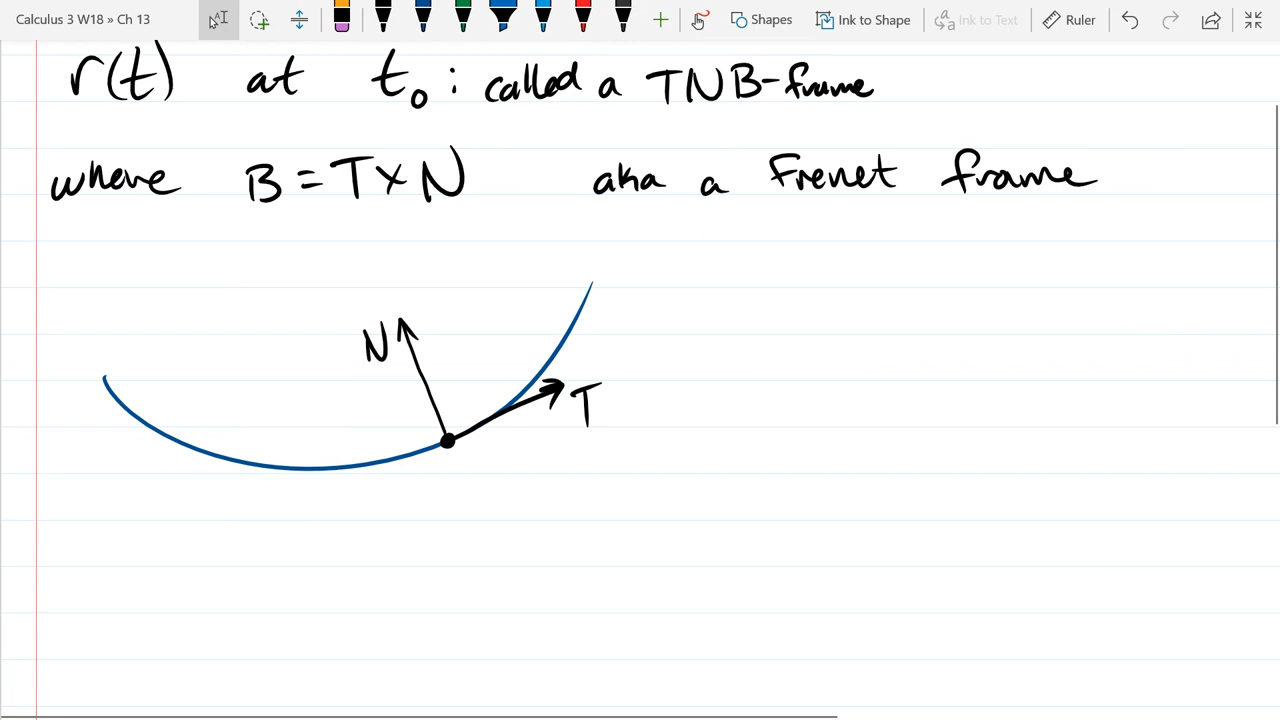 Calculus 3 W18 » Ch 13
Shapes
Ink to Shape
Ink to Text
Ruler
r(t) at t₀ : called a TNB-frame
where B = T × N aka a Frenet frame
N
T